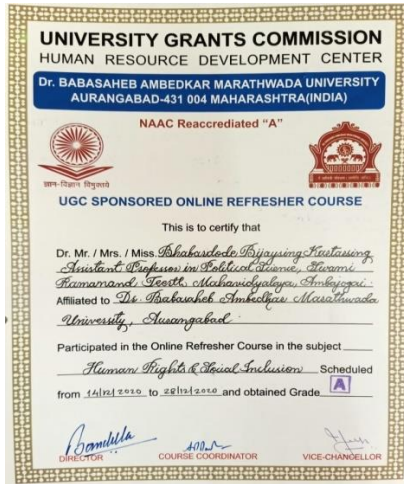 UNIVERSITY GRANTS COMMISSION
HUMAN RESOURCE DEVELOPMENT CENTER
Dr. BABASAHEB AMBEDKAR MARATHWADA UNIVERSITY
AURANGABAD-431 004 MAHARASHTRA(INDIA)
NAAC Reaccrediated "A"
ज्ञान-विज्ञान विमुक्तये
UGC SPONSORED ONLINE REFRESHER COURSE
This is to certify that
Dr. Mr. / Mrs. / Miss. Bhabardode Bijaysing
Assistant Professor in Political Science, Swami
Ramanand Teerth Mahavidyalaya, Ambajogai
Affiliated to Dr. Babasaheb Ambedkar Marathwada
University, Aurangabad
Participated in the Online Refresher Course in the subject
Human Rights & Social Inclusion Scheduled
from 14/12/2020 to 28/12/2020 and obtained Grade A
DIRECTOR
COURSE COORDINATOR
VICE-CHANCELLOR